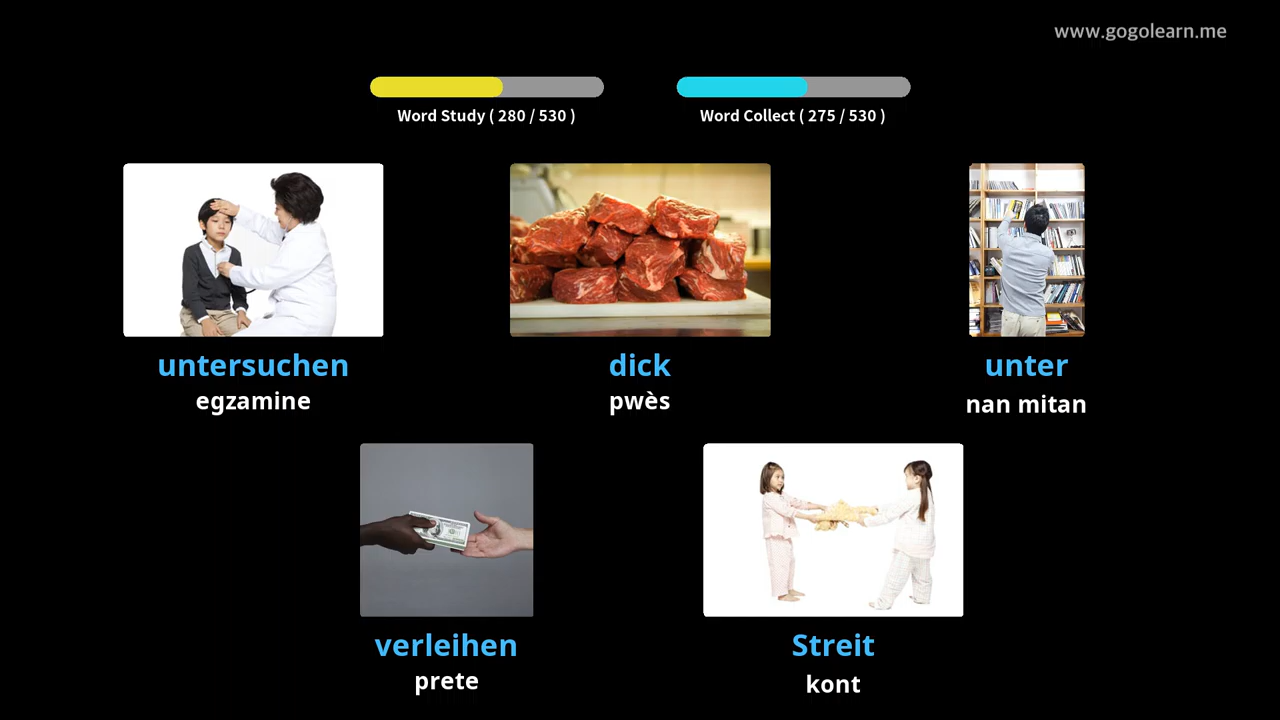 www.gogolearn.me
Word Study ( 280 / 530 )
Word Collect ( 275 / 530 )
untersuchen
egzamine
dick
pwès
unter
nan mitan
verleihen
prete
Streit
kont